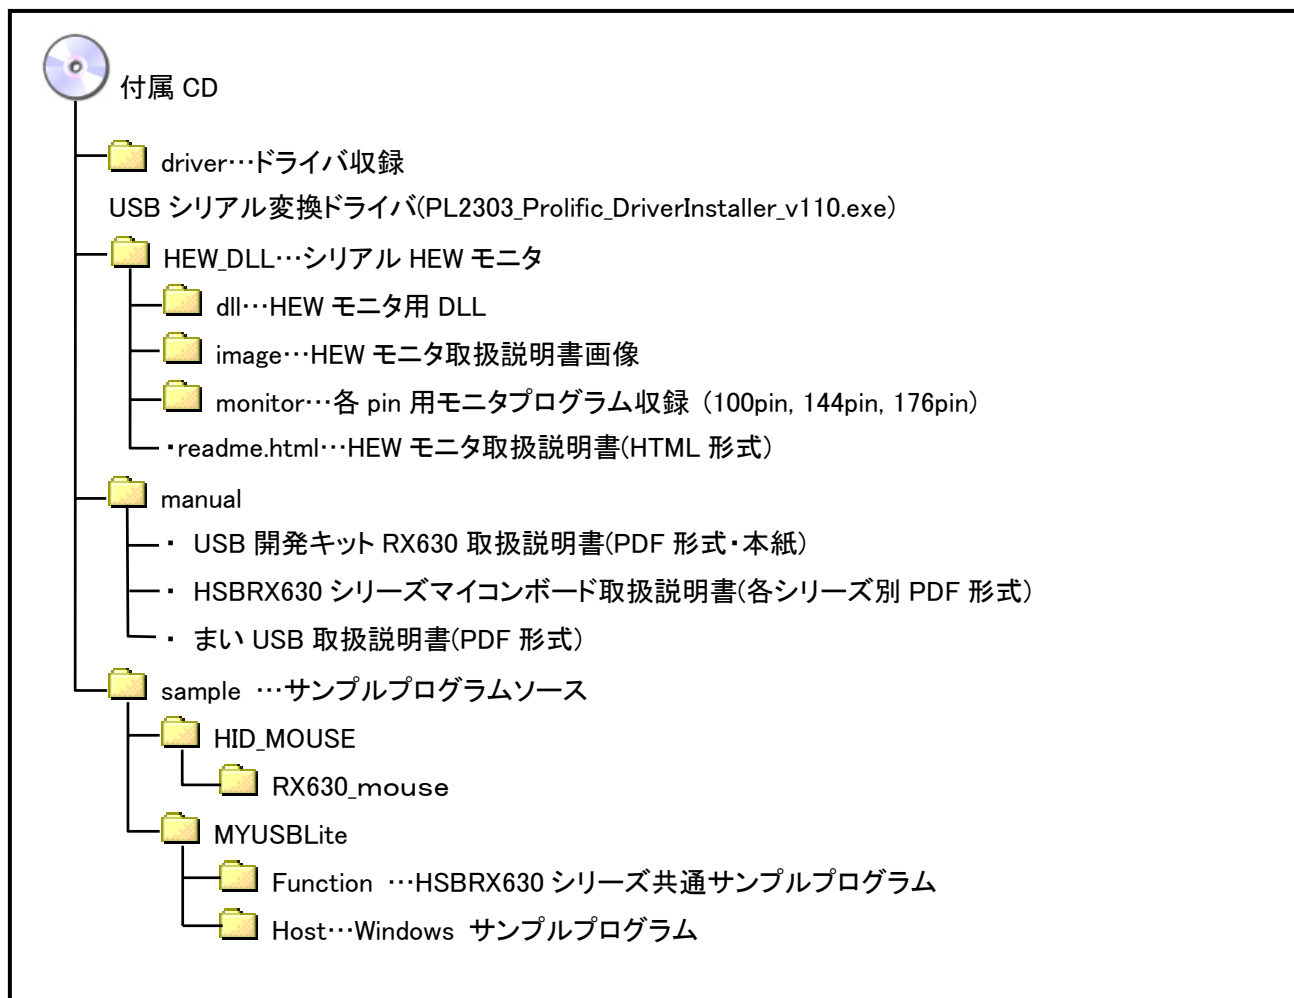 付属 CD
driver…ドライバ収録
USB シリアル変換ドライバ(PL2303_Prolific_DriverInstaller_v110.exe)
HEW_DLL…シリアル HEW モニタ
dll…HEW モニタ用 DLL
image…HEW モニタ取扱説明書画像
monitor…各 pin 用モニタプログラム収録 (100pin, 144pin, 176pin)
・readme.html…HEW モニタ取扱説明書(HTML 形式)
manual
・ USB 開発キット RX630 取扱説明書(PDF 形式・本紙)
・ HSBRX630 シリーズマイコンボード取扱説明書(各シリーズ別 PDF 形式)
・ まい USB 取扱説明書(PDF 形式)
sample …サンプルプログラムソース
HID_MOUSE
RX630_ｍｏｕｓｅ
MYUSBLite
Function …HSBRX630 シリーズ共通サンプルプログラム
Host…Windows サンプルプログラム